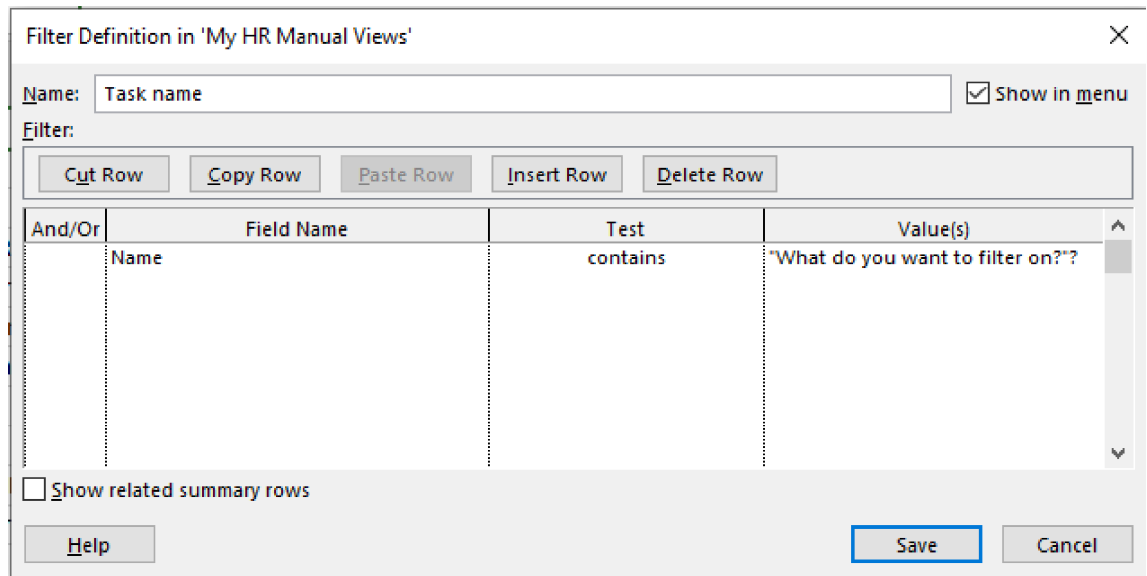 Filter Definition in 'My HR Manual Views'
Name: Task name Show in menu
Filter:
Cut Row Copy Row Paste Row Insert Row Delete Row
And/Or Field Name Test Value(s)
Name contains "What do you want to filter on?"?
Show related summary rows
Help Save Cancel